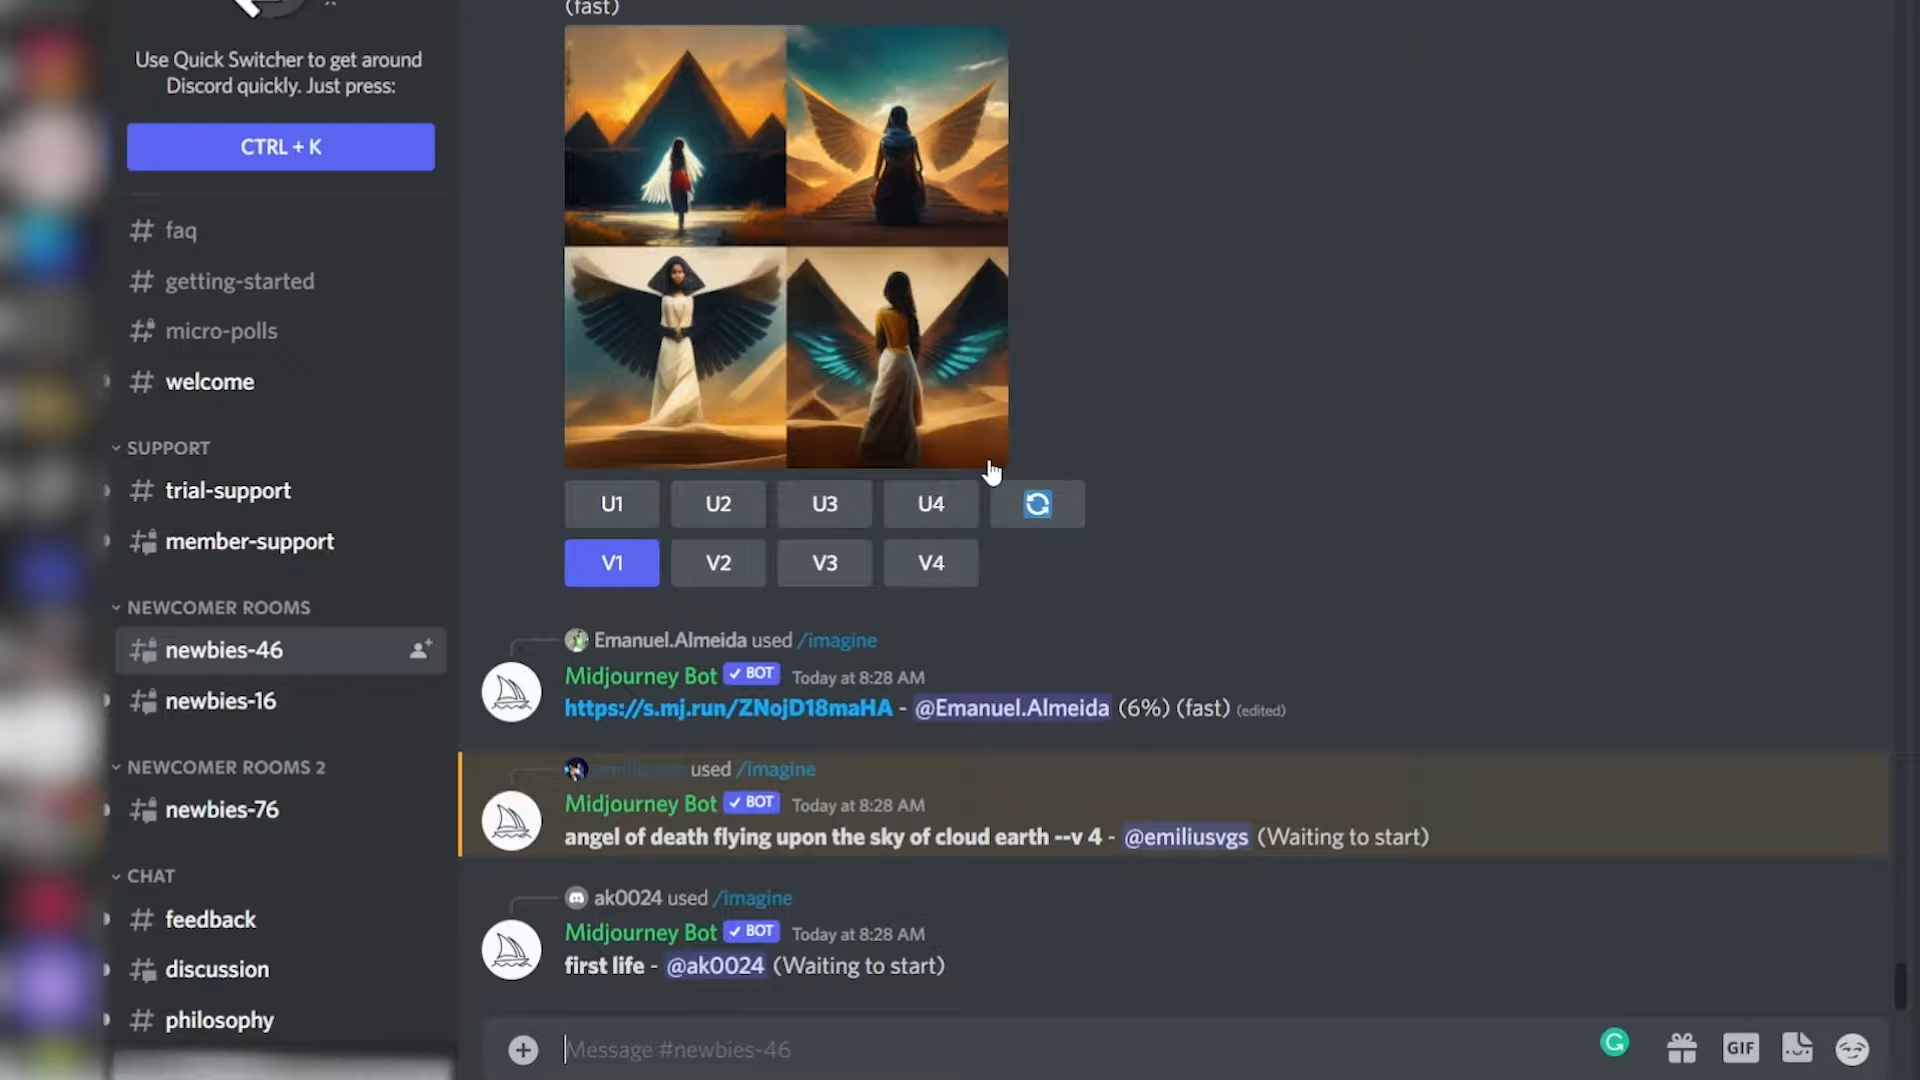 Use Quick Switcher to get around
Discord quickly. Just press:
CTRL + K
faq
getting-started
micro-polls
welcome
SUPPORT
trial-support
member-support
NEWCOMER ROOMS
newbies-46
newbies-16
NEWCOMER ROOMS 2
newbies-76
CHAT
feedback
discussion
philosophy
(fast)
U1 U2 U3 U4
V1 V2 V3 V4
Emanuel.Almeida used /imagine
Midjourney Bot ✓ BOT Today at 8:28 AM
https://s.mj.run/ZNojD18maHA - @Emanuel.Almeida (6%) (fast) (edited)
used /imagine
Midjourney Bot ✓ BOT Today at 8:28 AM
angel of death flying upon the sky of cloud earth --v 4 - @emiliusvgs (Waiting to start)
ak0024 used /imagine
Midjourney Bot ✓ BOT Today at 8:28 AM
first life - @ak0024 (Waiting to start)
Message #newbies-46
GIF